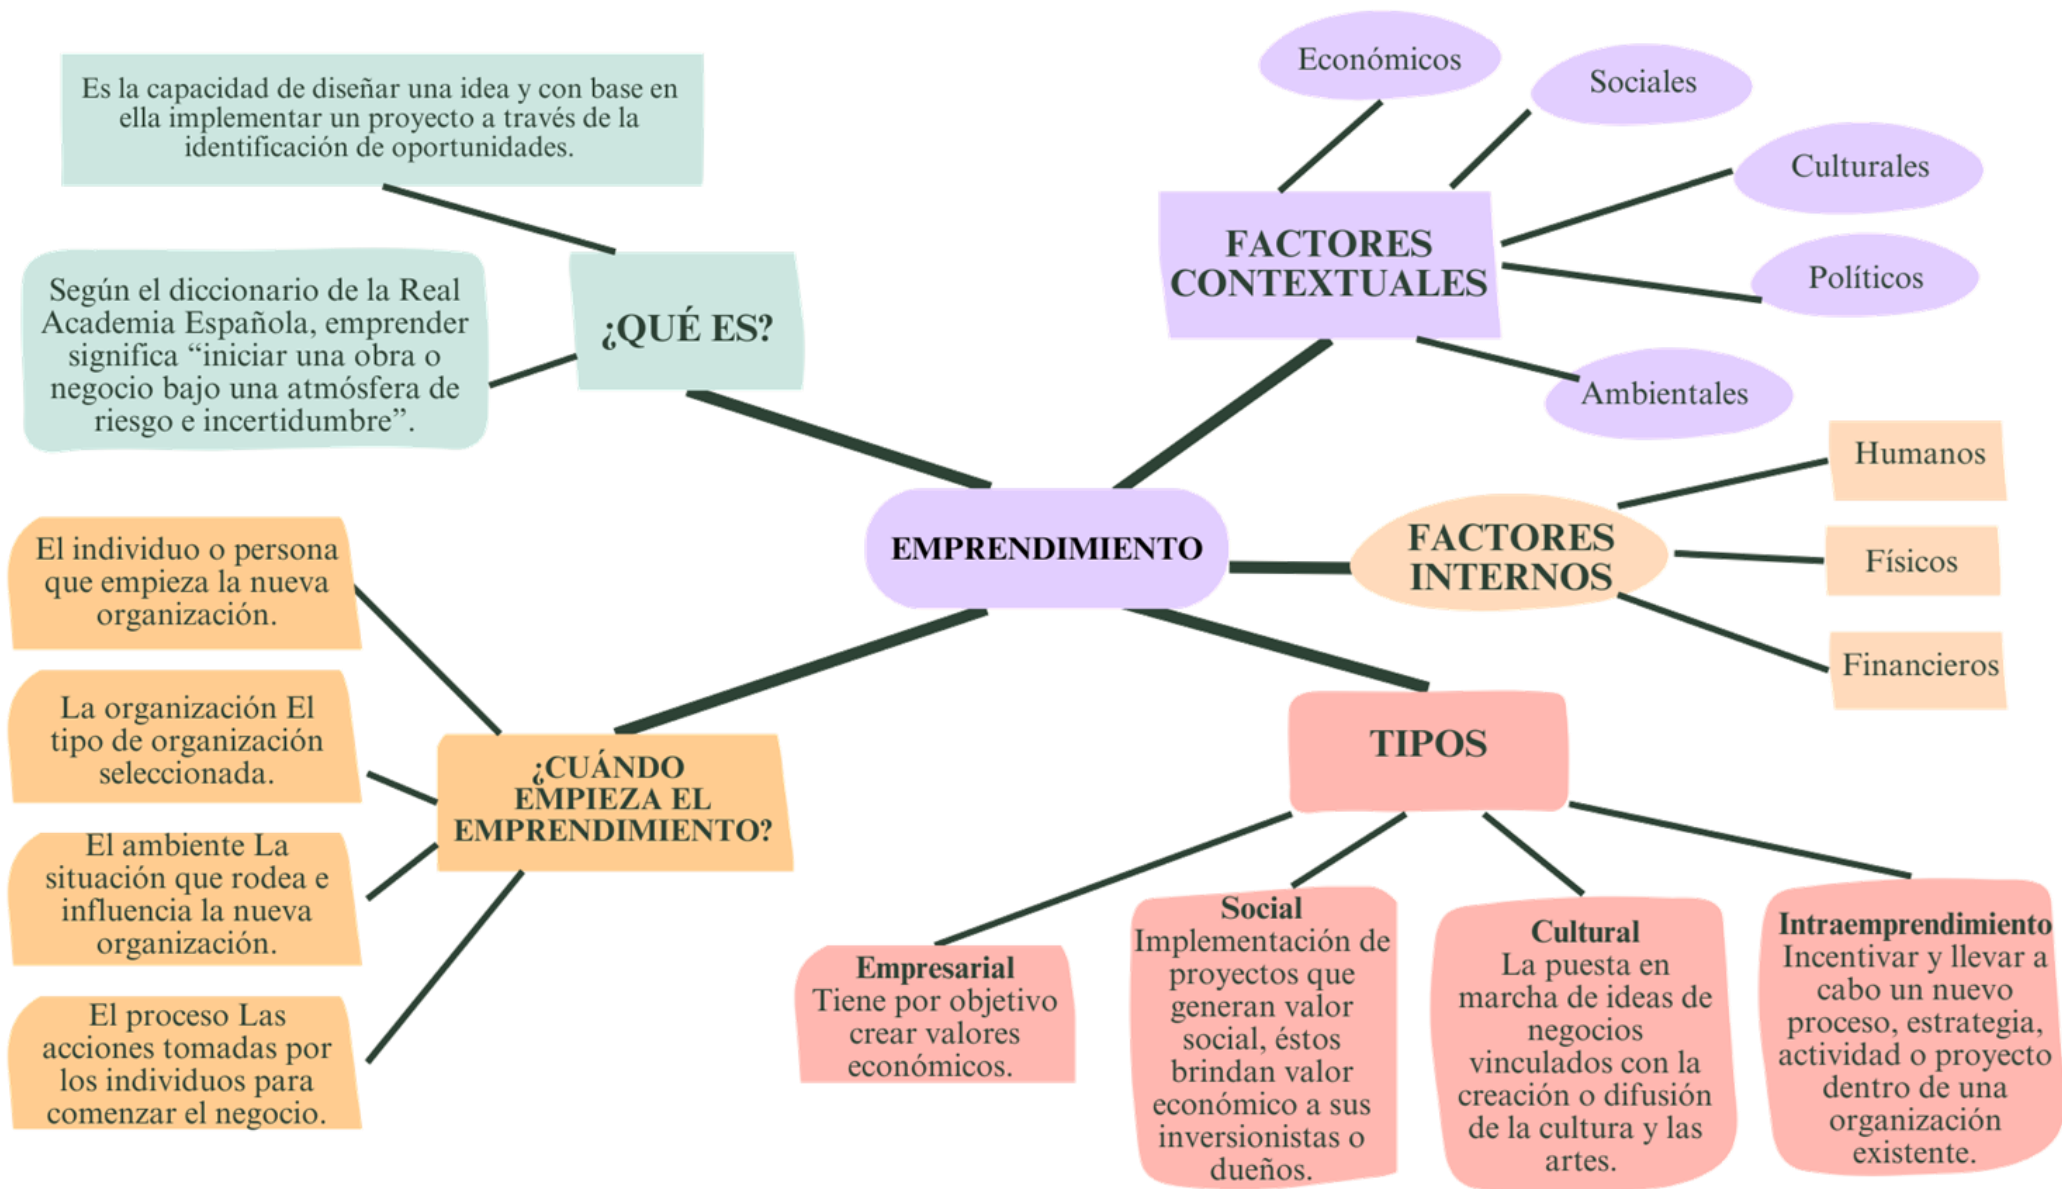 Es la capacidad de diseñar una idea y con base en
ella implementar un proyecto a través de la
identificación de oportunidades.
Según el diccionario de la Real
Academia Española, emprender
significa “iniciar una obra o
negocio bajo una atmósfera de
riesgo e incertidumbre”.
¿QUÉ ES?
FACTORES
CONTEXTUALES
Económicos
Sociales
Culturales
Políticos
Ambientales
EMPRENDIMIENTO
FACTORES
INTERNOS
Humanos
Físicos
Financieros
El individuo o persona
que empieza la nueva
organización.
La organización El
tipo de organización
seleccionada.
El ambiente La
situación que rodea e
influencia la nueva
organización.
El proceso Las
acciones tomadas por
los individuos para
comenzar el negocio.
¿CUÁNDO
EMPIEZA EL
EMPRENDIMIENTO?
TIPOS
Empresarial
Tiene por objetivo
crear valores
económicos.
Social
Implementación de
proyectos que
generan valor
social, éstos
brindan valor
económico a sus
inversionistas o
dueños.
Cultural
La puesta en
marcha de ideas de
negocios
vinculados con la
creación o difusión
de la cultura y las
artes.
Intraemprendimiento
Incentivar y llevar a
cabo un nuevo
proceso, estrategia,
actividad o proyecto
dentro de una
organización
existente.